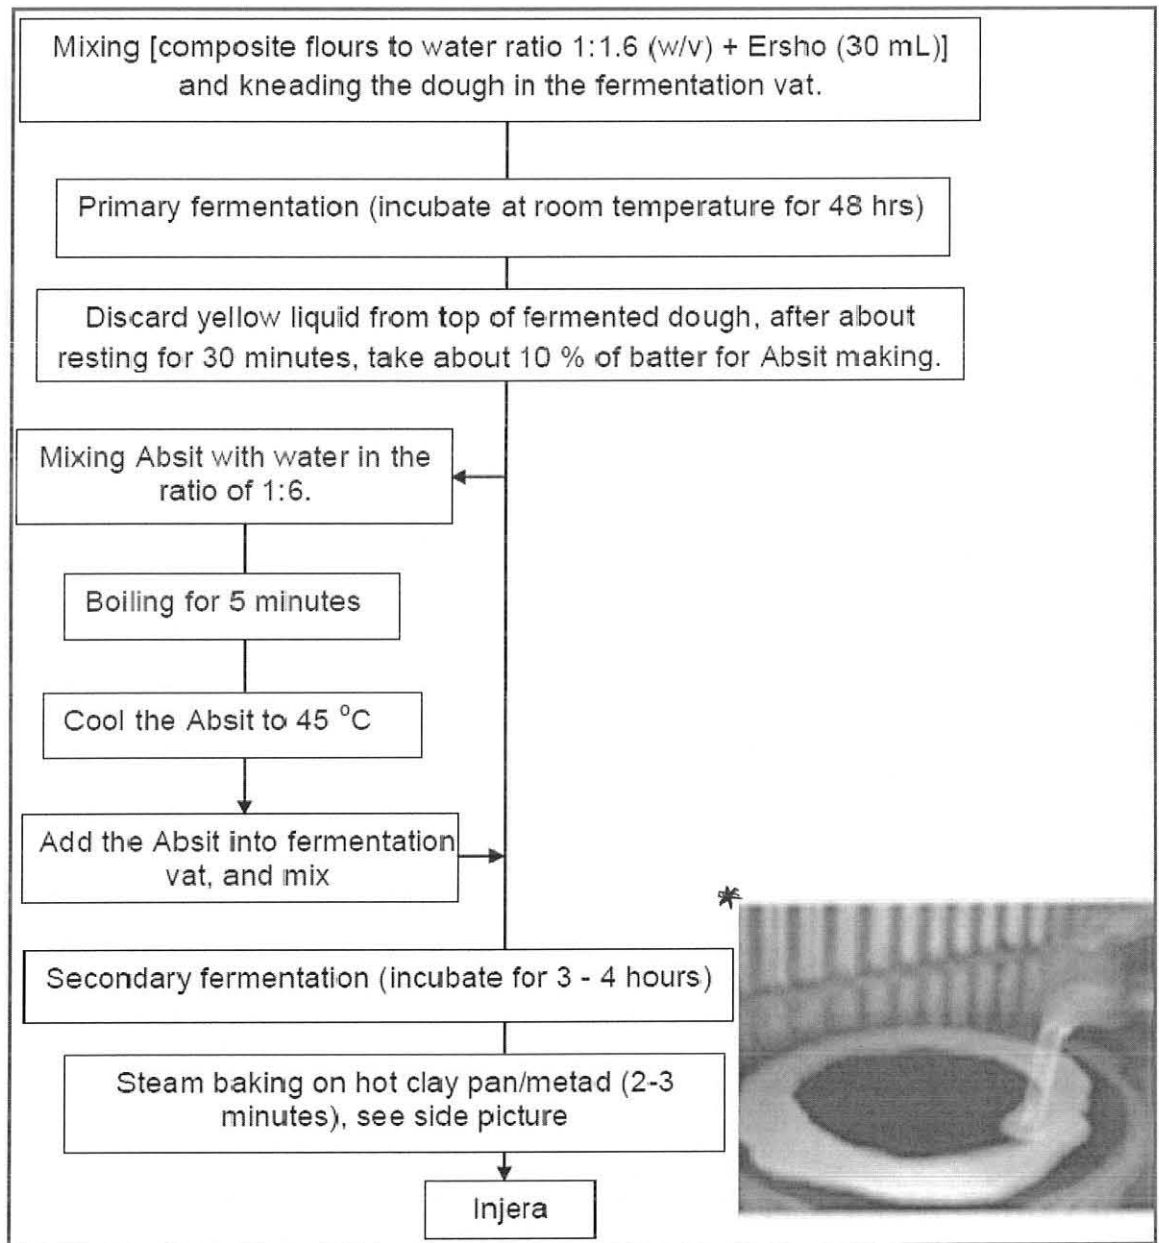 Mixing [composite flours to water ratio 1:1.6 (w/v) + Ersho (30 mL)]
and kneading the dough in the fermentation vat.
Primary fermentation (incubate at room temperature for 48 hrs)
Discard yellow liquid from top of fermented dough, after about
resting for 30 minutes, take about 10 % of batter for Absit making.
Mixing Absit with water in the
ratio of 1:6.
Boiling for 5 minutes
Cool the Absit to 45 °C
Add the Absit into fermentation
vat, and mix
Secondary fermentation (incubate for 3 - 4 hours)
Steam baking on hot clay pan/metad (2-3
minutes), see side picture
Injera